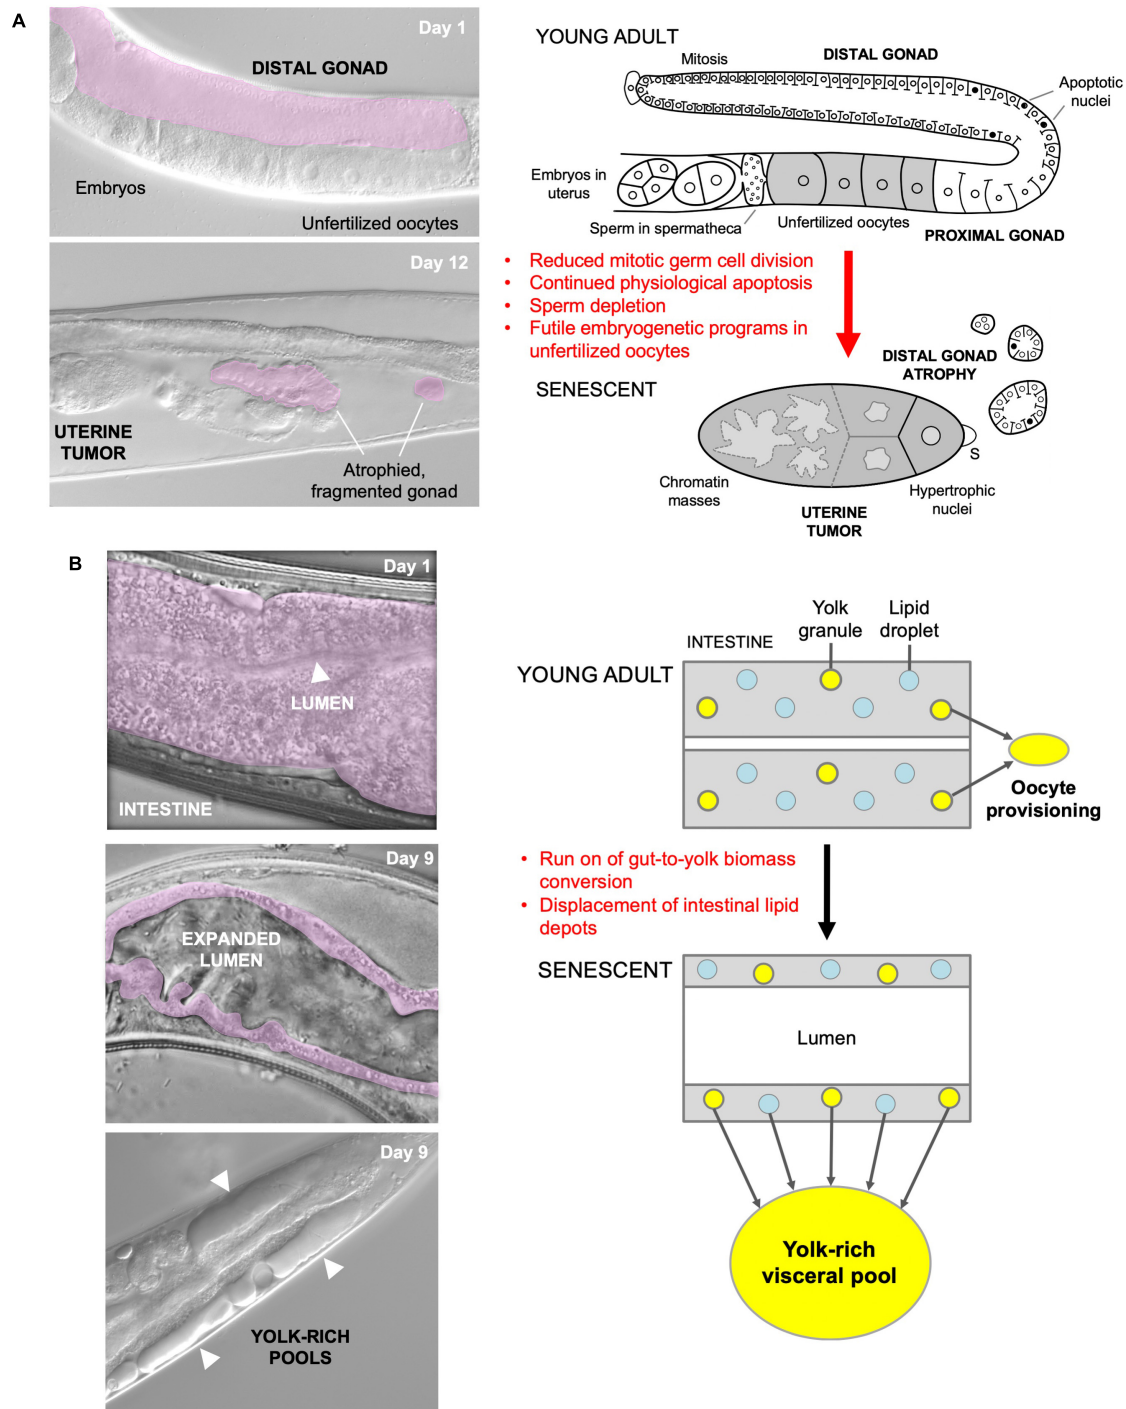 A
Day 1
DISTAL GONAD
Embryos
Unfertilized oocytes
Day 12
UTERINE
TUMOR
Atrophied,
fragmented gonad
YOUNG ADULT
DISTAL GONAD
Mitosis
Apoptotic
nuclei
Embryos in
uterus
Sperm in spermatheca
Unfertilized oocytes
PROXIMAL GONAD
• Reduced mitotic germ cell division
• Continued physiological apoptosis
• Sperm depletion
• Futile embryogenetic programs in
unfertilized oocytes
DISTAL GONAD
ATROPHY
SENESCENT
S
Chromatin
masses
Hypertrophic
nuclei
UTERINE
TUMOR
B
Day 1
LUMEN
INTESTINE
Day 9
EXPANDED
LUMEN
Day 9
YOLK-RICH
POOLS
Yolk
granule
Lipid
droplet
INTESTINE
YOUNG ADULT
Oocyte
provisioning
• Run on of gut-to-yolk biomass
conversion
• Displacement of intestinal lipid
depots
SENESCENT
Lumen
Yolk-rich
visceral pool